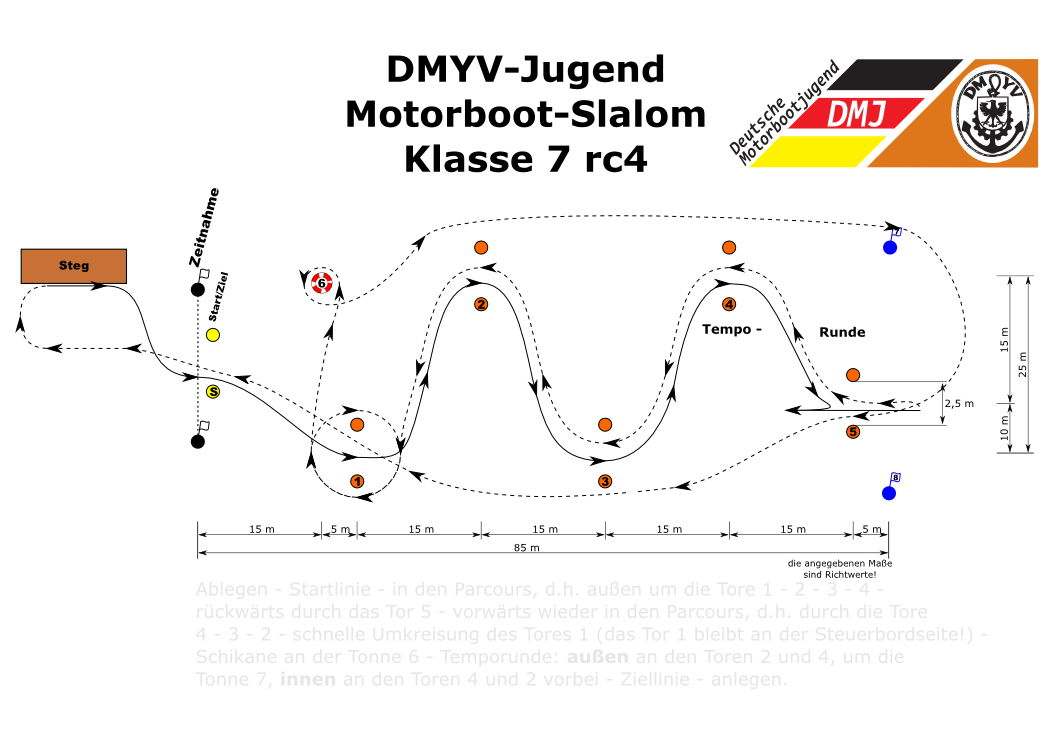 DMYV-Jugend
Motorboot-Slalom
Klasse 7 rc4
Deutsche
Motorbootjugend
DMJ
DMYV
Zeitnahme
Start/Ziel
Steg
S
6
1
2
3
4
5
7
8
Tempo - Runde
15 m
25 m
2,5 m
10 m
15 m 5 m 15 m 15 m 15 m 15 m 5 m
85 m
die angegebenen Maße
sind Richtwerte!
Ablegen - Startlinie - in den Parcours, d.h. außen um die Tore 1 - 2 - 3 - 4 -
rückwärts durch das Tor 5 - vorwärts wieder in den Parcours, d.h. durch die Tore
4 - 3 - 2 - schnelle Umkreisung des Tores 1 (das Tor 1 bleibt an der Steuerbordseite!) -
Schikane an der Tonne 6 - Temporunde: außen an den Toren 2 und 4, um die
Tonne 7, innen an den Toren 4 und 2 vorbei - Ziellinie - anlegen.